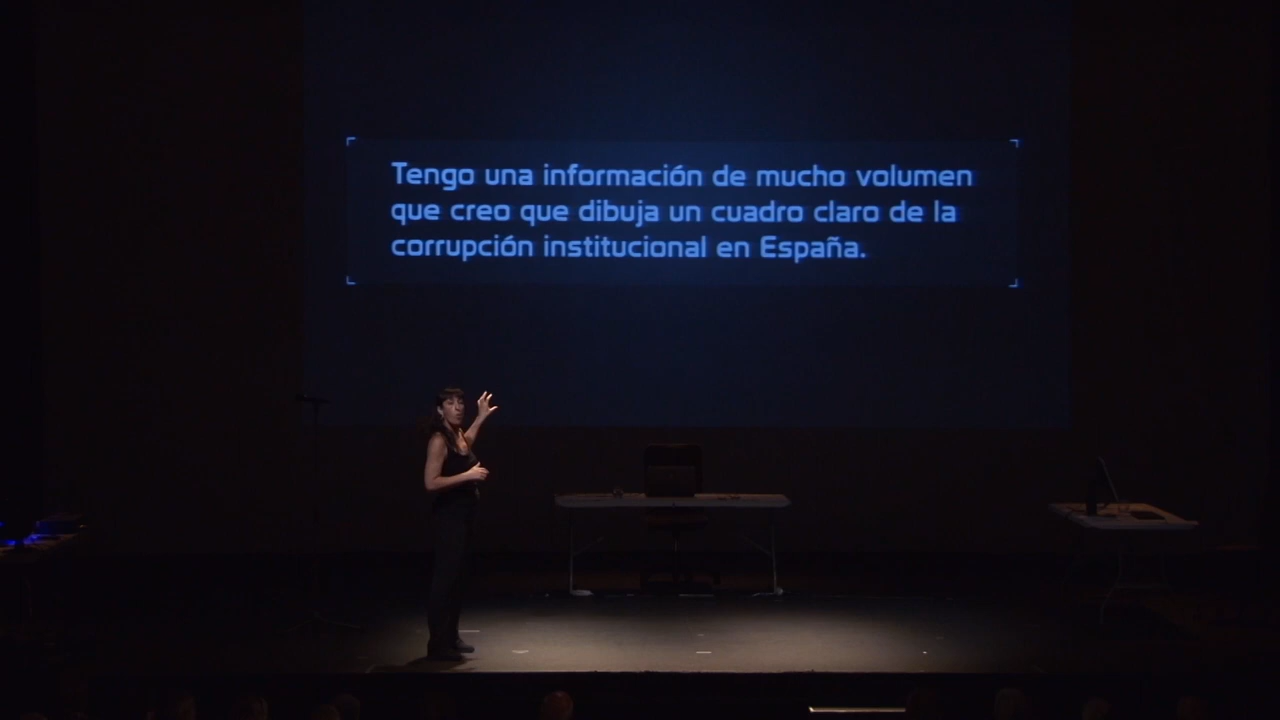 Tengo una información de mucho volumen
que creo que dibuja un cuadro claro de la
corrupción institucional en España.